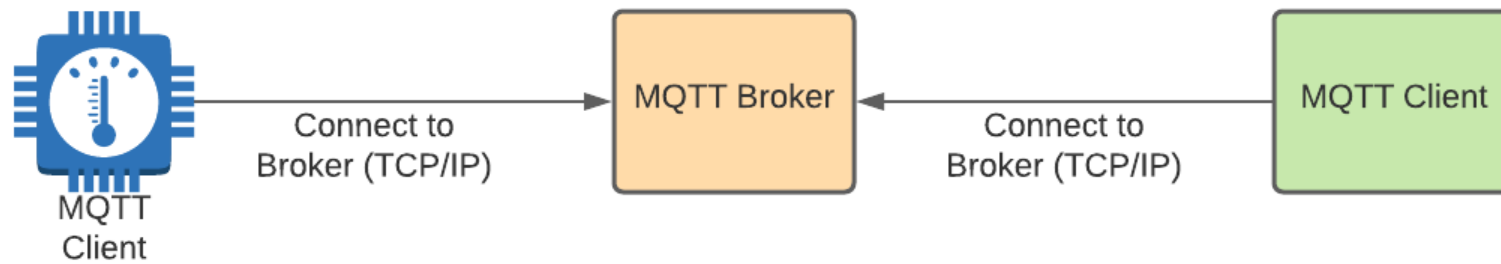 MQTT
Client
Connect to
Broker (TCP/IP)
MQTT Broker
Connect to
Broker (TCP/IP)
MQTT Client